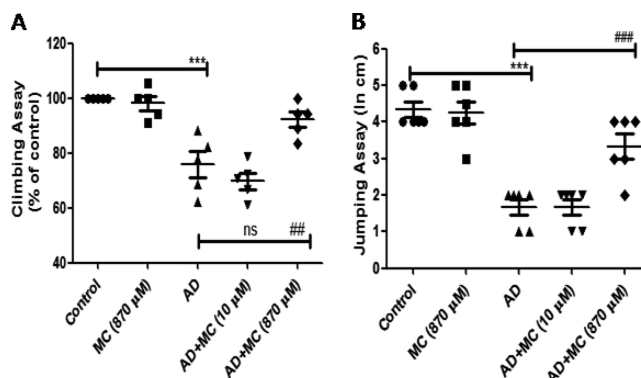 A
Climbing Assay
(% of control)
120
100
80
60
40
***
ns
##
Control
MC (870 µM)
AD
AD+MC (10 µM)
AD+MC (870 µM)
B
Jumping Assay (In cm)
6
5
4
3
2
1
0
***
###
Control
MC (870 µM)
AD
AD+MC (10 µM)
AD+MC (870 µM)